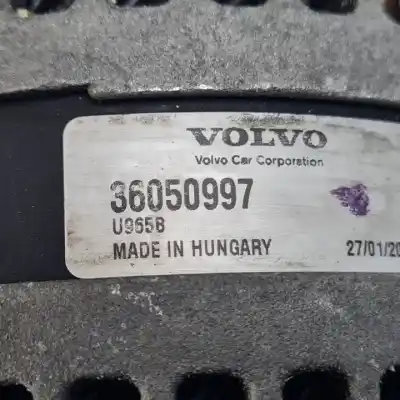 VOLVO
Volvo Car Corporation
36050997
U965B
MADE IN HUNGARY 27/01/20